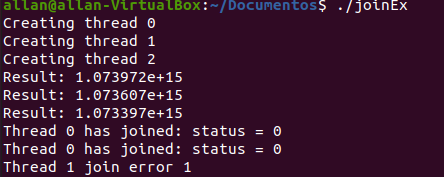 allan@allan-VirtualBox:~/Documentos$ ./joinEx
Creating thread 0
Creating thread 1
Creating thread 2
Result: 1.073972e+15
Result: 1.073607e+15
Result: 1.073397e+15
Thread 0 has joined: status = 0
Thread 0 has joined: status = 0
Thread 1 join error 1